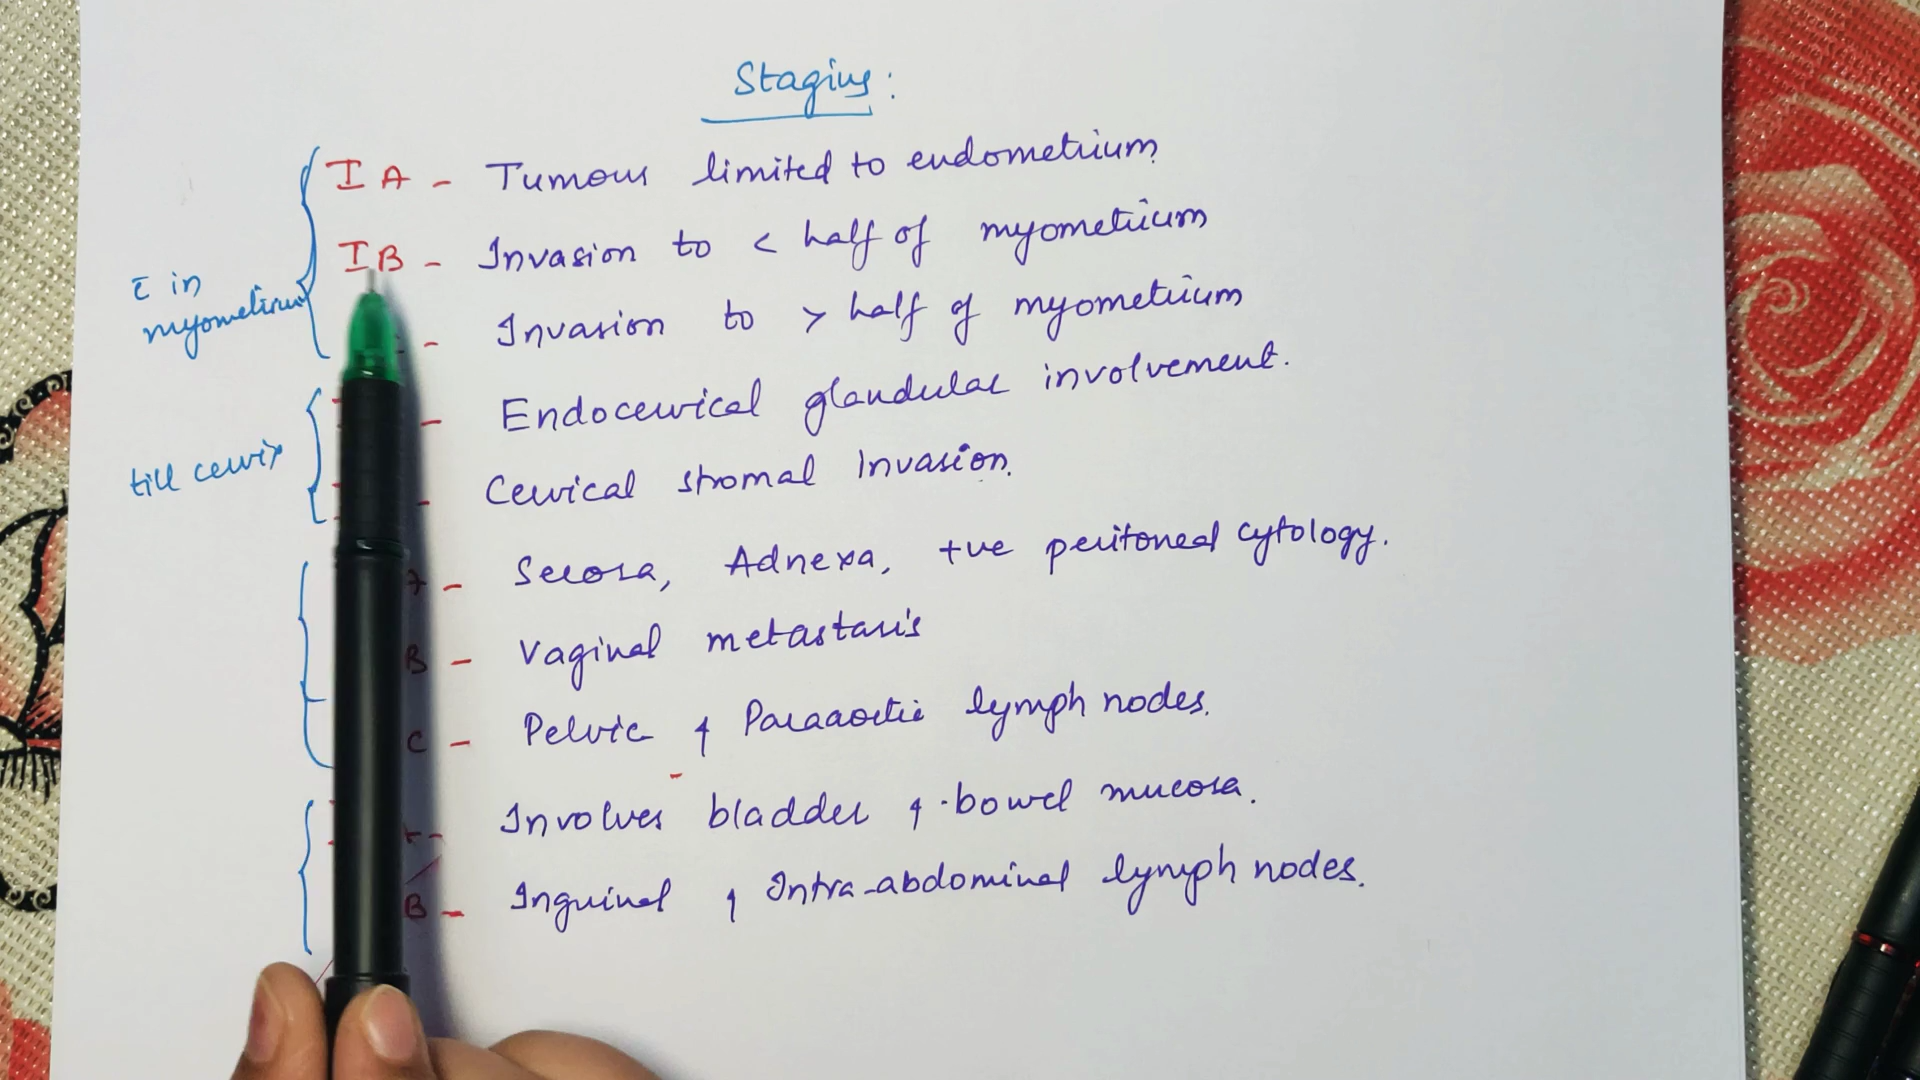 Staging:
IA - Tumour limited to endometrium
IB - Invasion to < half of myometrium
- Invasion to > half of myometrium
c̄ in
myometrium
- Endocervical glandular involvement.
till cervix
- Cervical stromal Invasion.
A - Serosa, Adnexa, +ve peritoneal cytology.
B - Vaginal metastasis
C - Pelvic & Paraaortic lymph nodes.
- Involves bladder & bowel mucosa.
B - Inguinal & Intra-abdominal lymph nodes.